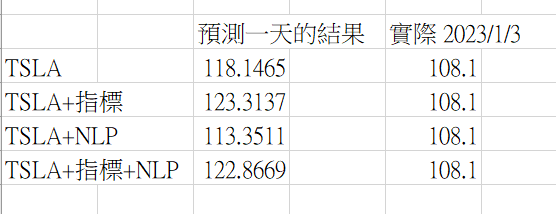 預測一天的結果 實際 2023/1/3
TSLA 118.1465 108.1
TSLA+指標 123.3137 108.1
TSLA+NLP 113.3511 108.1
TSLA+指標+NLP 122.8669 108.1